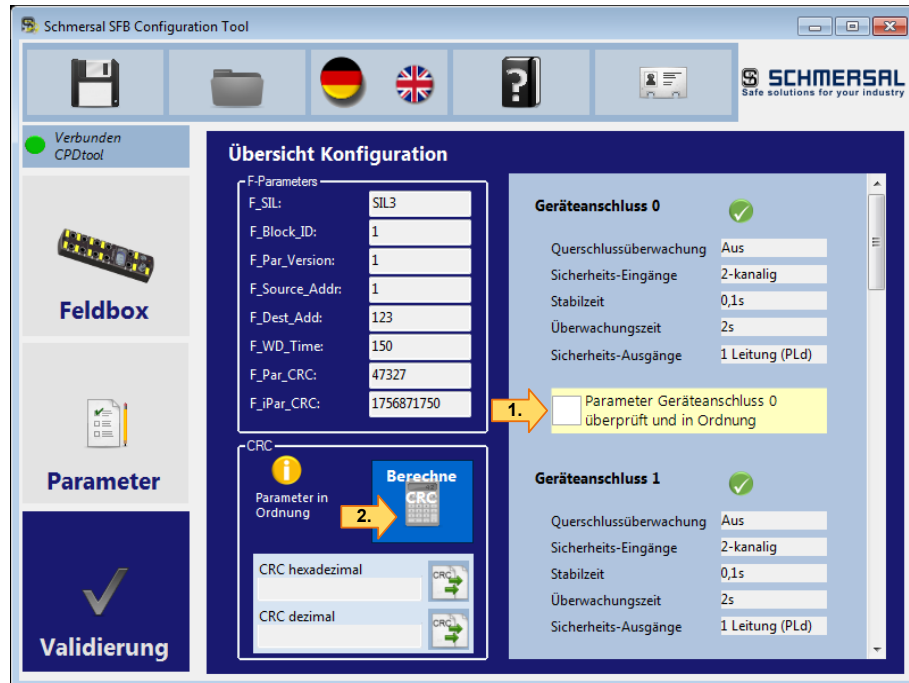 Schmersal SFB Configuration Tool
SCHMERSAL
Safe solutions for your industry
Verbunden
CPDtool
Feldbox
Parameter
Validierung
Übersicht Konfiguration
F-Parameters
F_SIL: SIL3
F_Block_ID: 1
F_Par_Version: 1
F_Source_Addr: 1
F_Dest_Add: 123
F_WD_Time: 150
F_Par_CRC: 47327
F_iPar_CRC: 1756871750
CRC
Parameter in
Ordnung
2.
Berechne
CRC
CRC hexadezimal
CRC
CRC dezimal
CRC
Geräteanschluss 0
Querschlussüberwachung Aus
Sicherheits-Eingänge 2-kanalig
Stabilzeit 0,1s
Überwachungszeit 2s
Sicherheits-Ausgänge 1 Leitung (PLd)
1.
Parameter Geräteanschluss 0
überprüft und in Ordnung
Geräteanschluss 1
Querschlussüberwachung Aus
Sicherheits-Eingänge 2-kanalig
Stabilzeit 0,1s
Überwachungszeit 2s
Sicherheits-Ausgänge 1 Leitung (PLd)